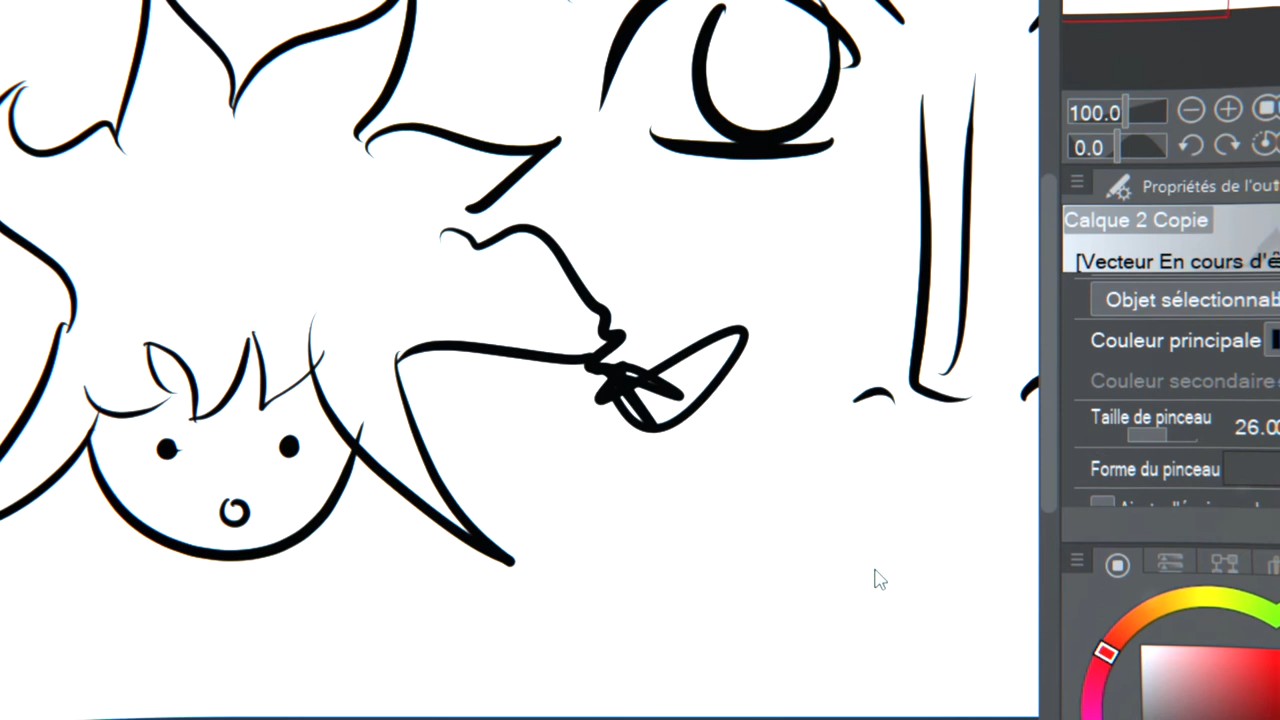 100.0
0.0
Propriétés de l'out
Calque 2 Copie
[Vecteur En cours d'é
Objet sélectionnab
Couleur principale
Couleur secondaire
Taille de pinceau 26.00
Forme du pinceau